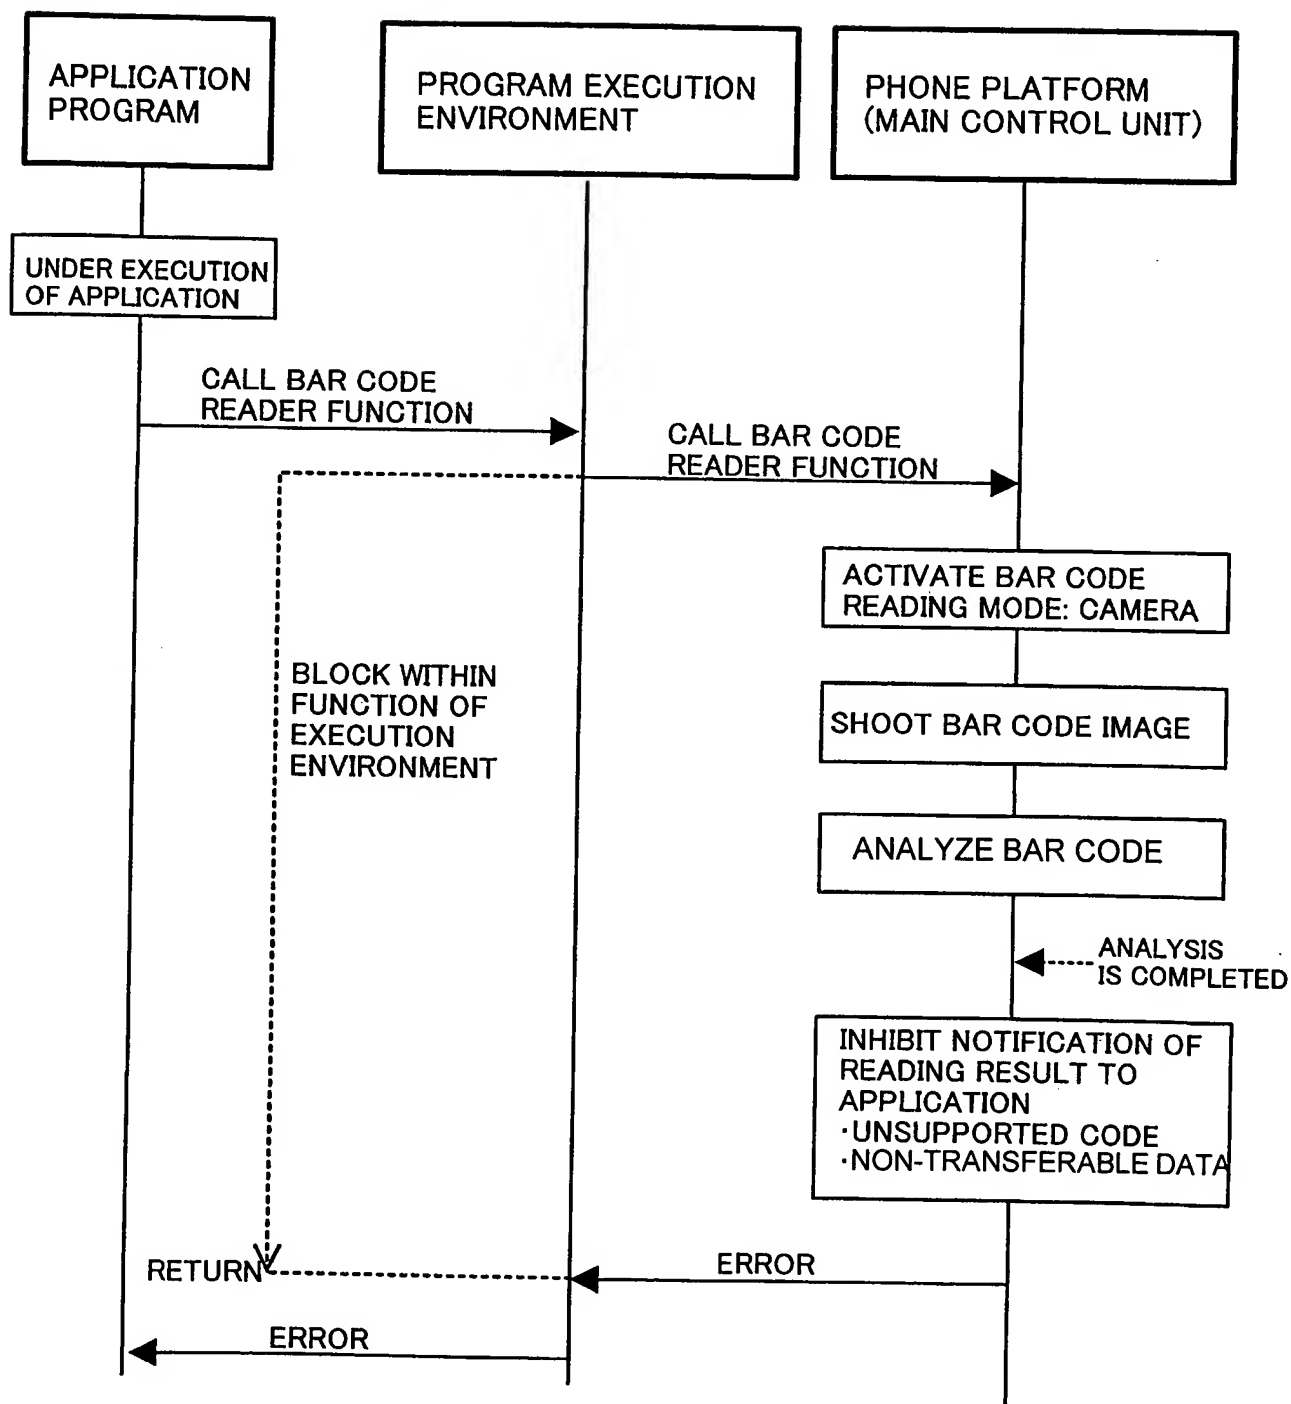 APPLICATION
PROGRAM
PROGRAM EXECUTION
ENVIRONMENT
PHONE PLATFORM
(MAIN CONTROL UNIT)
UNDER EXECUTION
OF APPLICATION
CALL BAR CODE
READER FUNCTION
CALL BAR CODE
READER FUNCTION
ACTIVATE BAR CODE
READING MODE: CAMERA
BLOCK WITHIN
FUNCTION OF
EXECUTION
ENVIRONMENT
SHOOT BAR CODE IMAGE
ANALYZE BAR CODE
ANALYSIS
IS COMPLETED
INHIBIT NOTIFICATION OF
READING RESULT TO
APPLICATION
·UNSUPPORTED CODE
·NON-TRANSFERABLE DATA
RETURN
ERROR
ERROR